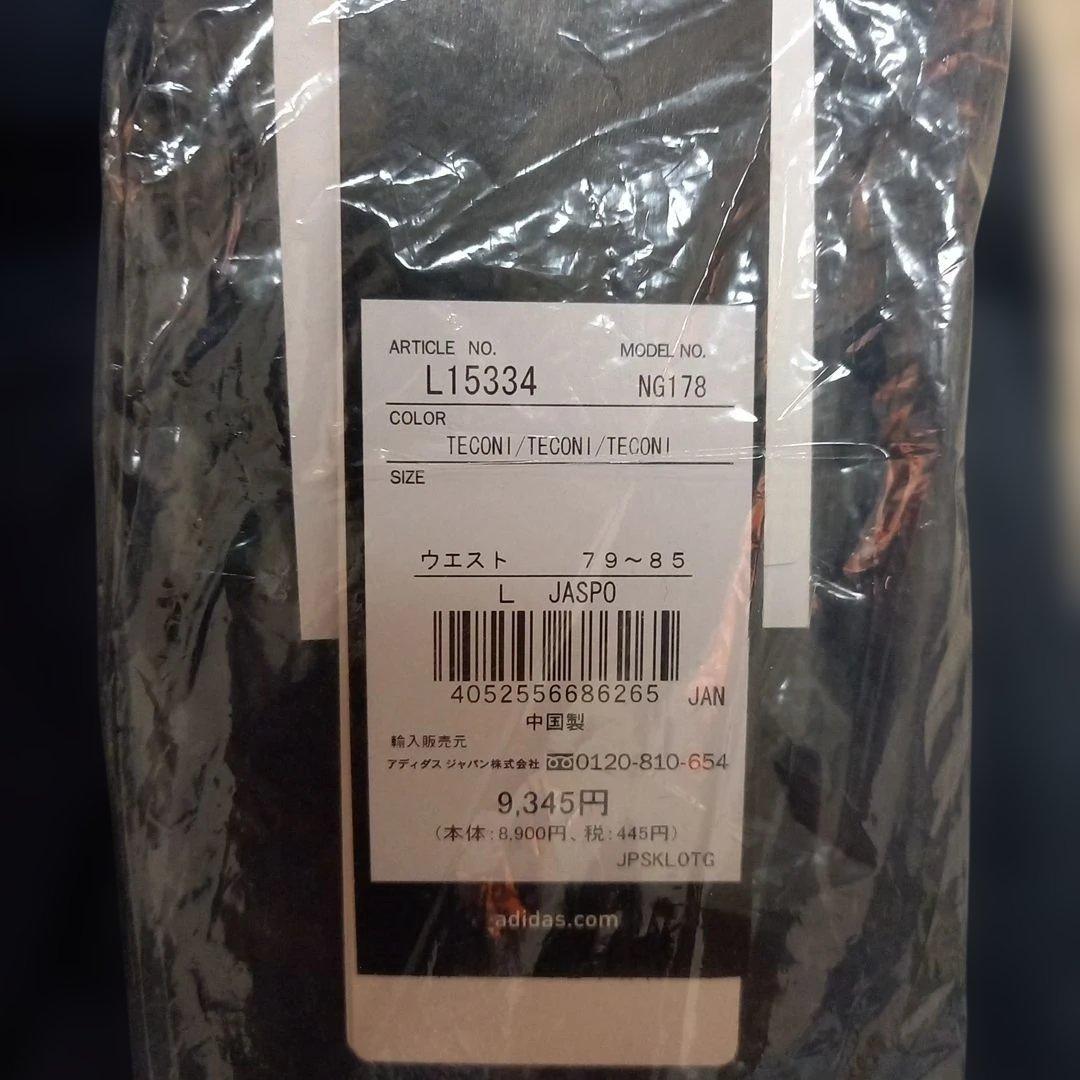 ARTICLE NO. MODEL NO.
L15334 NG178
COLOR
TECONI/TECONI/TECONI
SIZE
ウエスト 79～85
L JASPO
4052556686265 JAN
中国製
輸入販売元
アディダス ジャパン株式会社 0120-810-654
9,345円
(本体:8,900円、税:445円)
JPSKLOTG
adidas.com